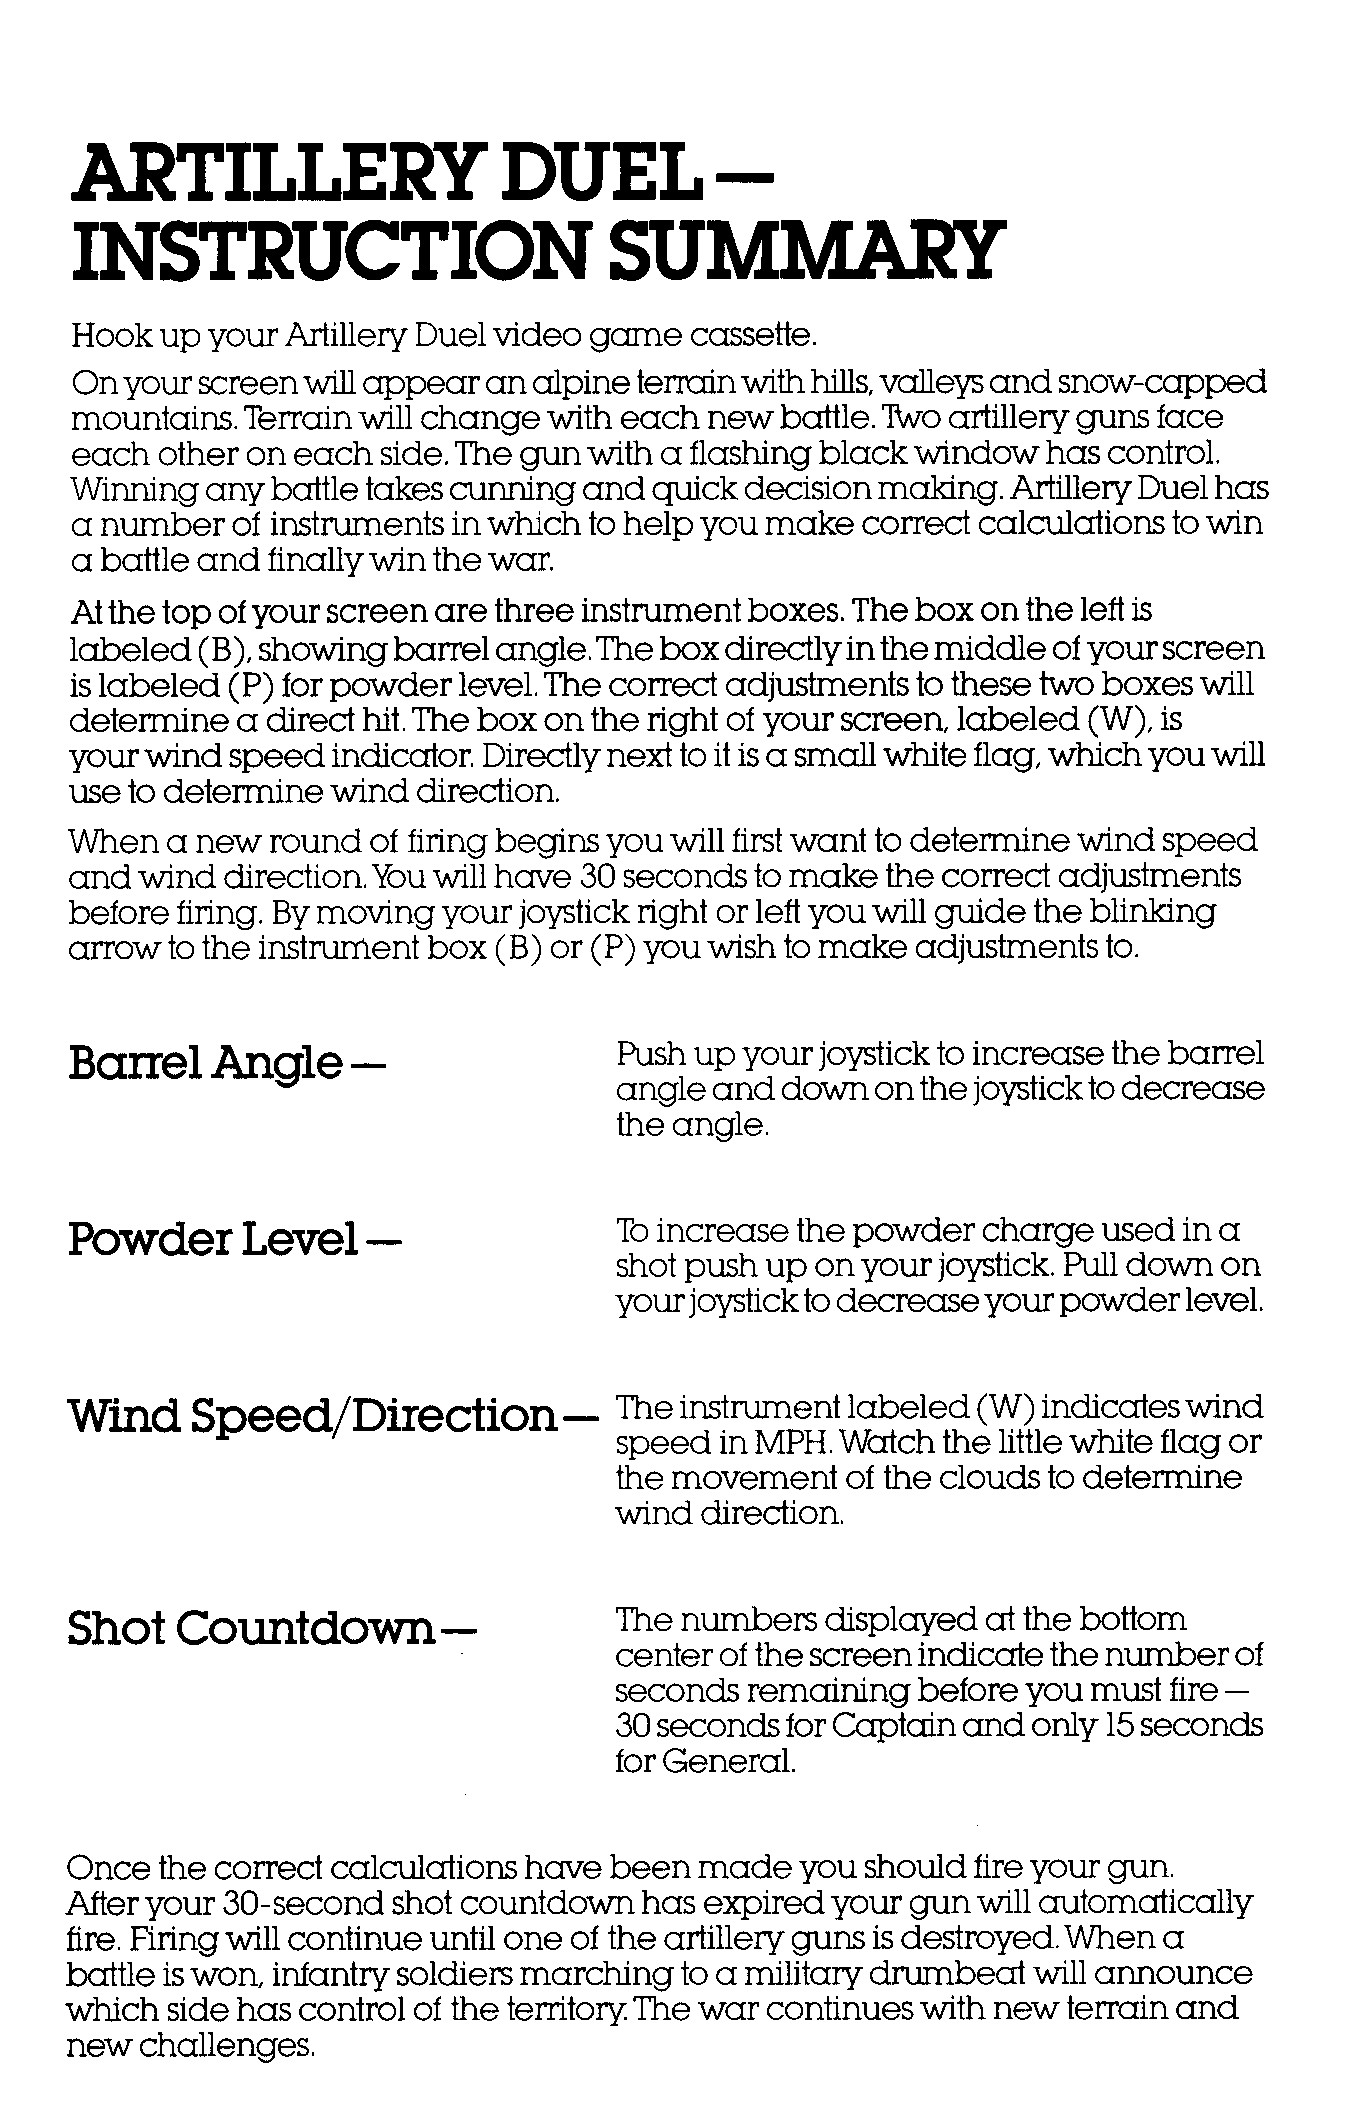 ARTILLERY DUEL—
INSTRUCTION SUMMARY
Hook up your Artillery Duel video game cassette.
On your screen will appear an alpine terrain with hills, valleys and snow-capped
mountains. Terrain will change with each new battle. Two artillery guns face
each other on each side. The gun with a flashing black window has control.
Winning any battle takes cunning and quick decision making. Artillery Duel has
a number of instruments in which to help you make correct calculations to win
a battle and finally win the war.
At the top of your screen are three instrument boxes. The box on the left is
labeled (B), showing barrel angle. The box directly in the middle of your screen
is labeled (P) for powder level. The correct adjustments to these two boxes will
determine a direct hit. The box on the right of your screen, labeled (W), is
your wind speed indicator. Directly next to it is a small white flag, which you will
use to determine wind direction.
When a new round of firing begins you will first want to determine wind speed
and wind direction. You will have 30 seconds to make the correct adjustments
before firing. By moving your joystick right or left you will guide the blinking
arrow to the instrument box (B) or (P) you wish to make adjustments to.
Barrel Angle—
Push up your joystick to increase the barrel
angle and down on the joystick to decrease
the angle.
Powder Level—
To increase the powder charge used in a
shot push up on your joystick. Pull down on
your joystick to decrease your powder level.
Wind Speed/Direction—
The instrument labeled (W) indicates wind
speed in MPH. Watch the little white flag or
the movement of the clouds to determine
wind direction.
Shot Countdown—
The numbers displayed at the bottom
center of the screen indicate the number of
seconds remaining before you must fire—
30 seconds for Captain and only 15 seconds
for General.
Once the correct calculations have been made you should fire your gun.
After your 30-second shot countdown has expired your gun will automatically
fire. Firing will continue until one of the artillery guns is destroyed. When a
battle is won, infantry soldiers marching to a military drumbeat will announce
which side has control of the territory. The war continues with new terrain and
new challenges.